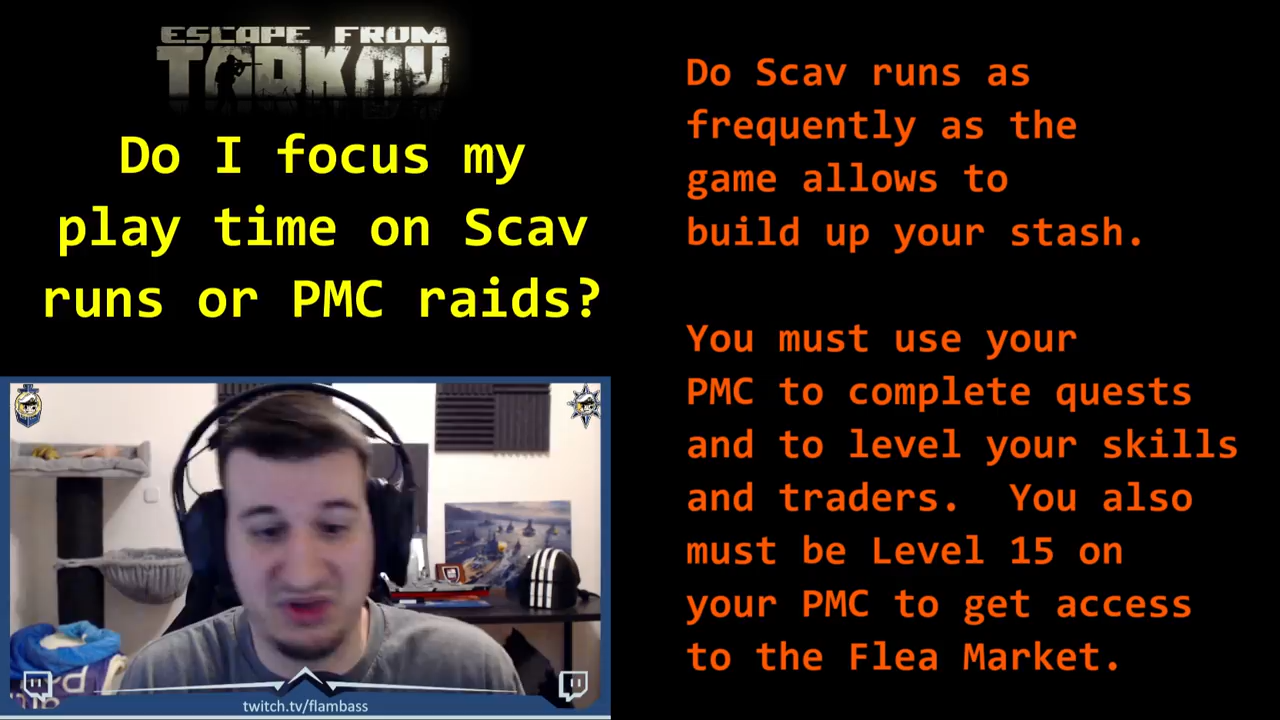 ESCAPE FROM
TARKOV
Do I focus my
play time on Scav
runs or PMC raids?
Do Scav runs as
frequently as the
game allows to
build up your stash.
You must use your
PMC to complete quests
and to level your skills
and traders. You also
must be Level 15 on
your PMC to get access
to the Flea Market.
twitch.tv/flambass